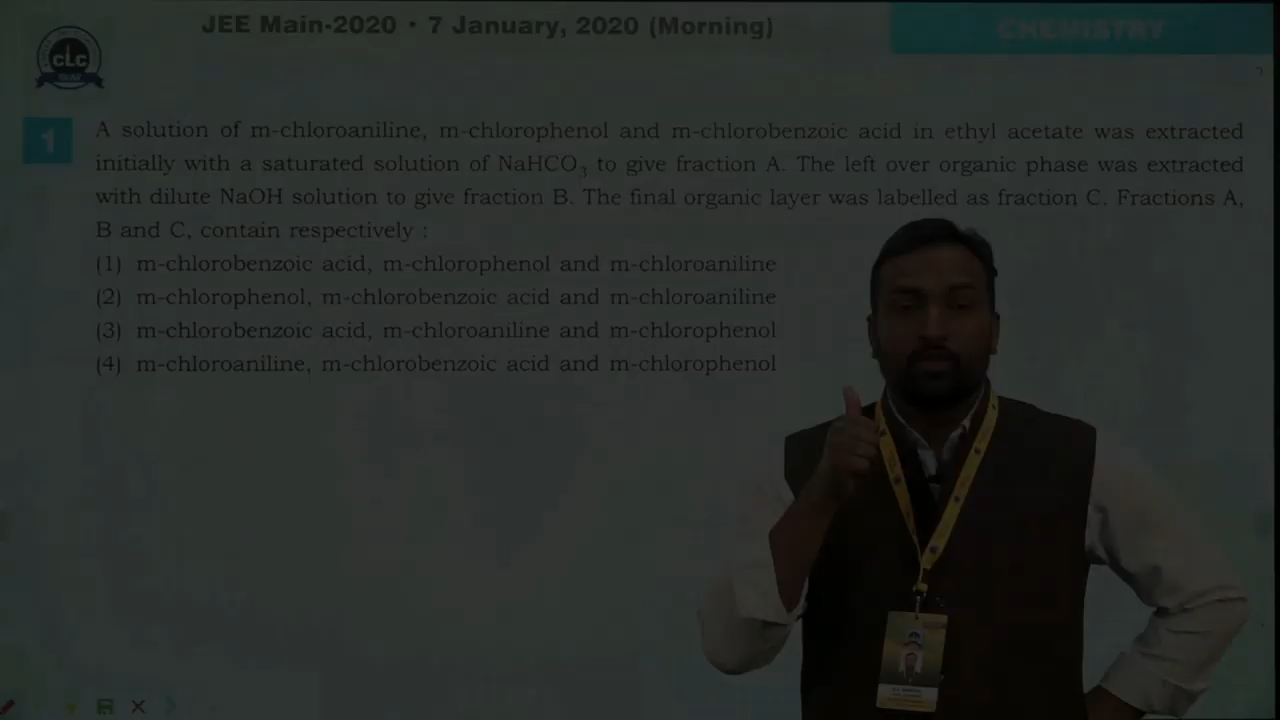 JEE Main-2020 • 7 January, 2020 (Morning)
CHEMISTRY
CLC
1
A solution of m-chloroaniline, m-chlorophenol and m-chlorobenzoic acid in ethyl acetate was extracted
initially with a saturated solution of NaHCO₃ to give fraction A. The left over organic phase was extracted
with dilute NaOH solution to give fraction B. The final organic layer was labelled as fraction C. Fractions A,
B and C, contain respectively :
(1) m-chlorobenzoic acid, m-chlorophenol and m-chloroaniline
(2) m-chlorophenol, m-chlorobenzoic acid and m-chloroaniline
(3) m-chlorobenzoic acid, m-chloroaniline and m-chlorophenol
(4) m-chloroaniline, m-chlorobenzoic acid and m-chlorophenol